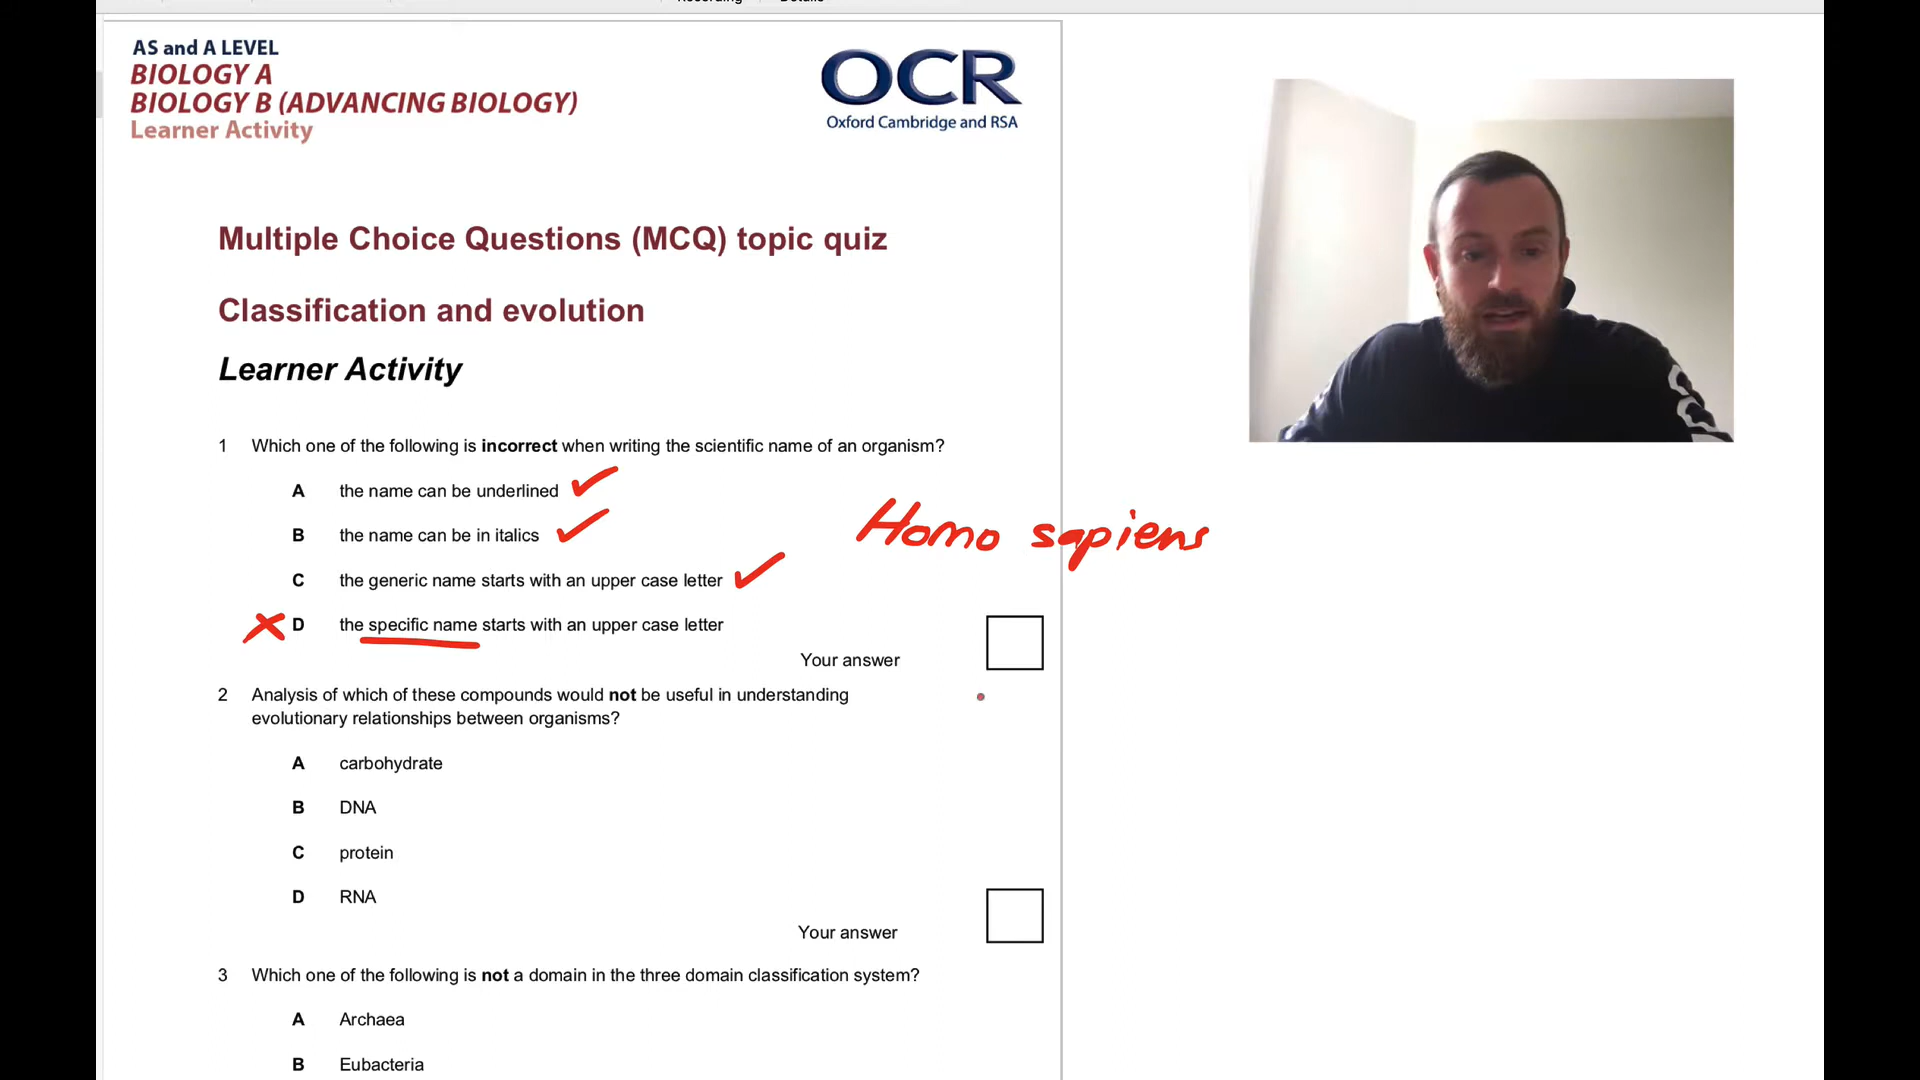 AS and A LEVEL
BIOLOGY A
BIOLOGY B (ADVANCING BIOLOGY)
Learner Activity
OCR
Oxford Cambridge and RSA
Multiple Choice Questions (MCQ) topic quiz
Classification and evolution
Learner Activity
1 Which one of the following is incorrect when writing the scientific name of an organism?
A the name can be underlined
B the name can be in italics
Homo sapiens
C the generic name starts with an upper case letter
D the specific name starts with an upper case letter
Your answer
2 Analysis of which of these compounds would not be useful in understanding
evolutionary relationships between organisms?
A carbohydrate
B DNA
C protein
D RNA
Your answer
3 Which one of the following is not a domain in the three domain classification system?
A Archaea
B Eubacteria